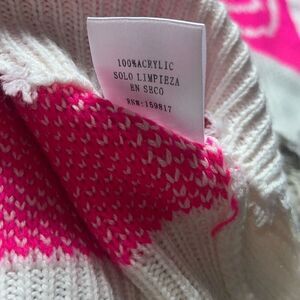 100%ACRYLIC
SOLO LIMPIEZA
EN SECO
RN#:159817